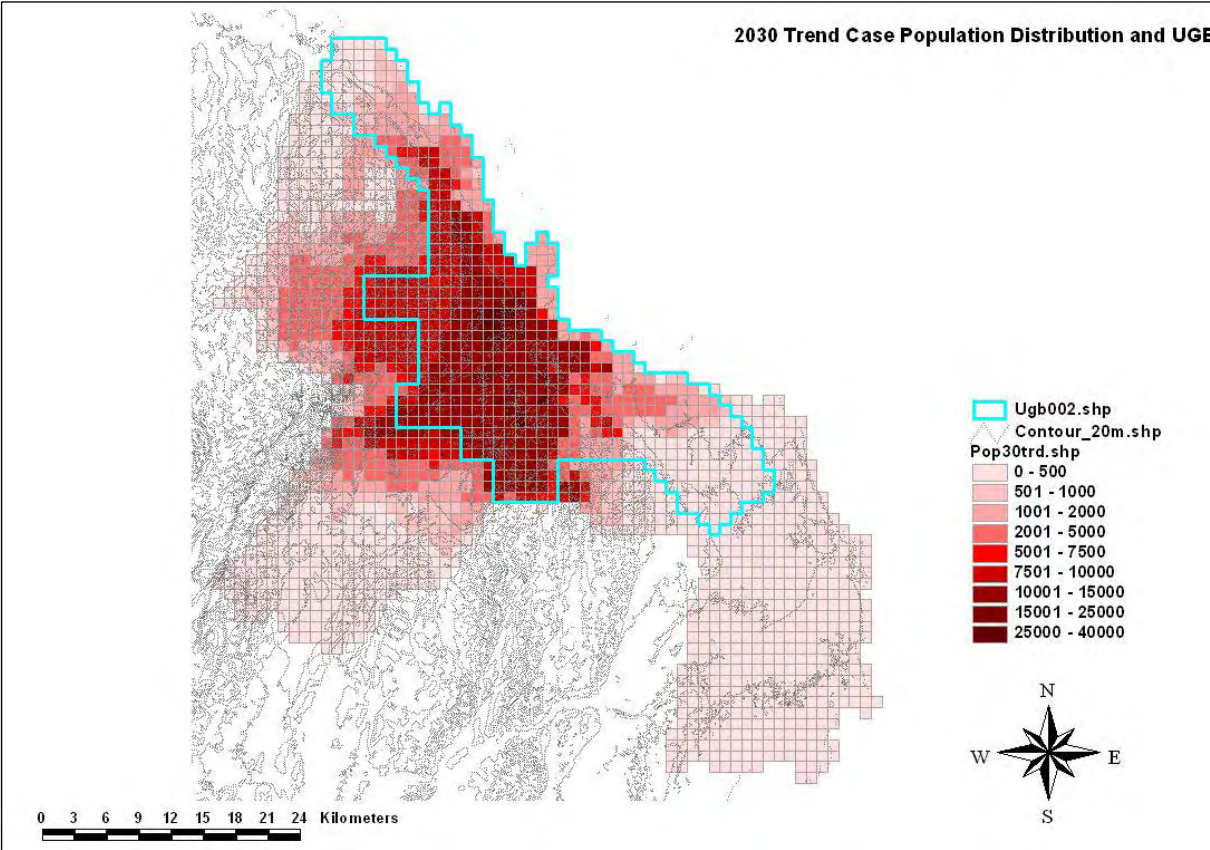 2030 Trend Case Population Distribution and UGB
Ugb002.shp
Contour_20m.shp
Pop30trd.shp
0 - 500
501 - 1000
1001 - 2000
2001 - 5000
5001 - 7500
7501 - 10000
10001 - 15000
15001 - 25000
25000 - 40000
N
W E
S
0 3 6 9 12 15 18 21 24 Kilometers